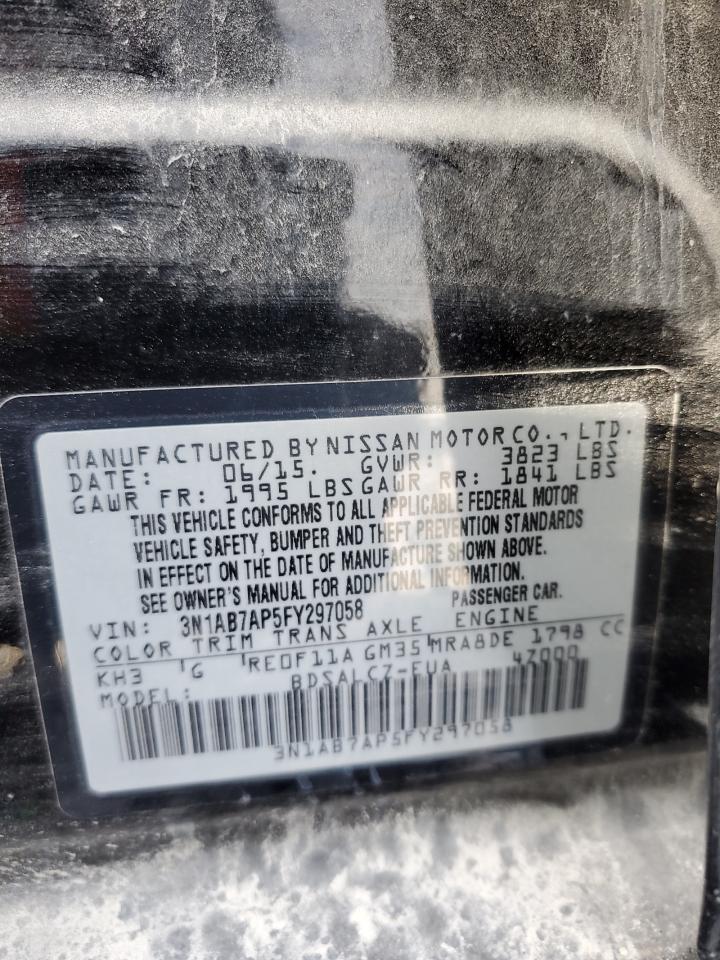 MANUFACTURED BY NISSAN MOTOR CO., LTD.
DATE: 06/15. GVWR: 3823 LBS
GAWR FR: 1995 LBS GAWR RR: 1841 LBS
THIS VEHICLE CONFORMS TO ALL APPLICABLE FEDERAL MOTOR
VEHICLE SAFETY, BUMPER AND THEFT PREVENTION STANDARDS
IN EFFECT ON THE DATE OF MANUFACTURE SHOWN ABOVE.
SEE OWNER'S MANUAL FOR ADDITIONAL INFORMATION.
VIN: 3N1AB7AP5FY297058 PASSENGER CAR.
COLOR TRIM TRANS AXLE ENGINE
KH3 G RE0F11A GM35 MRA8DE 1798 CC
MODEL: BDSALCZ-EUA 47000
3N1AB7AP5FY297058